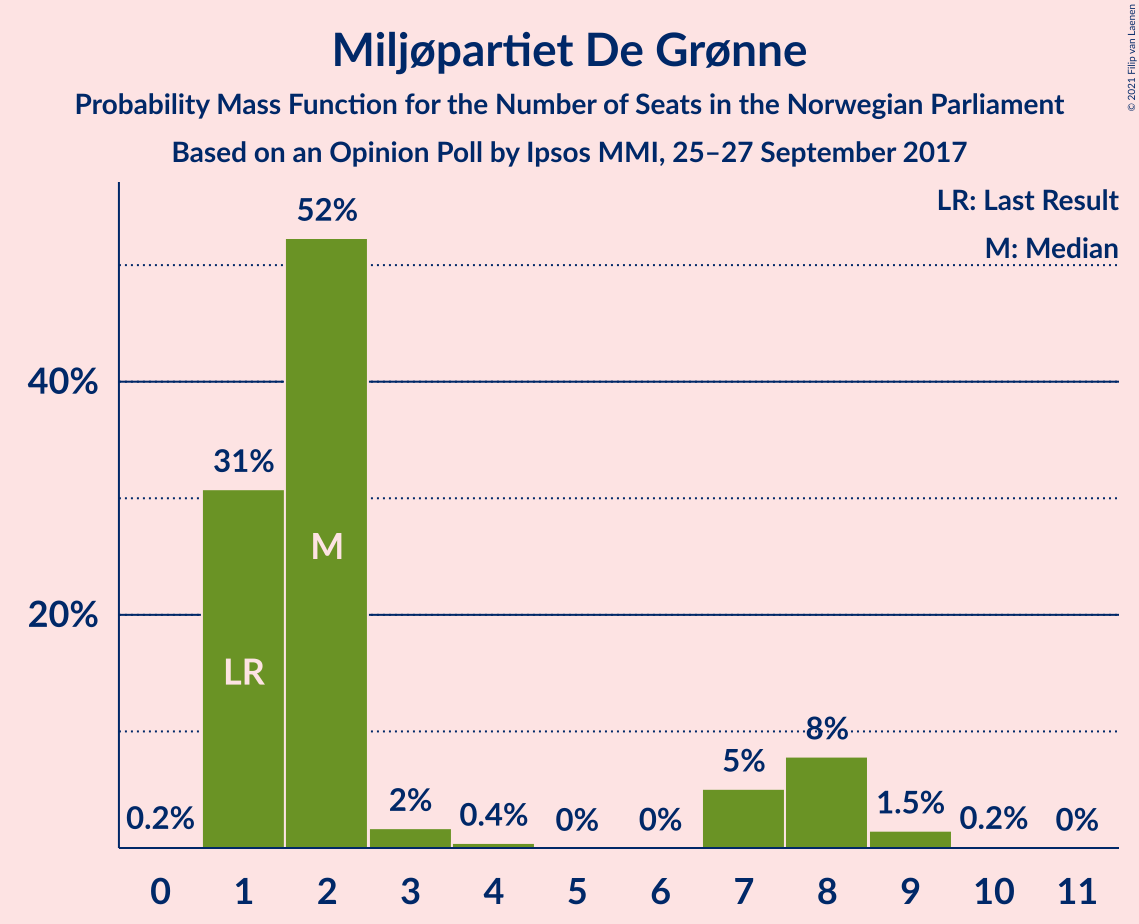 Miljøpartiet De Grønne
Probability Mass Function for the Number of Seats in the Norwegian Parliament
Based on an Opinion Poll by Ipsos MMI, 25–27 September 2017
© 2021 Filip van Laenen
LR: Last Result
M: Median
40%
20%
0.2%
31%
52%
2%
0.4%
0%
0%
5%
8%
1.5%
0.2%
0%
LR
M
0 1 2 3 4 5 6 7 8 9 10 11